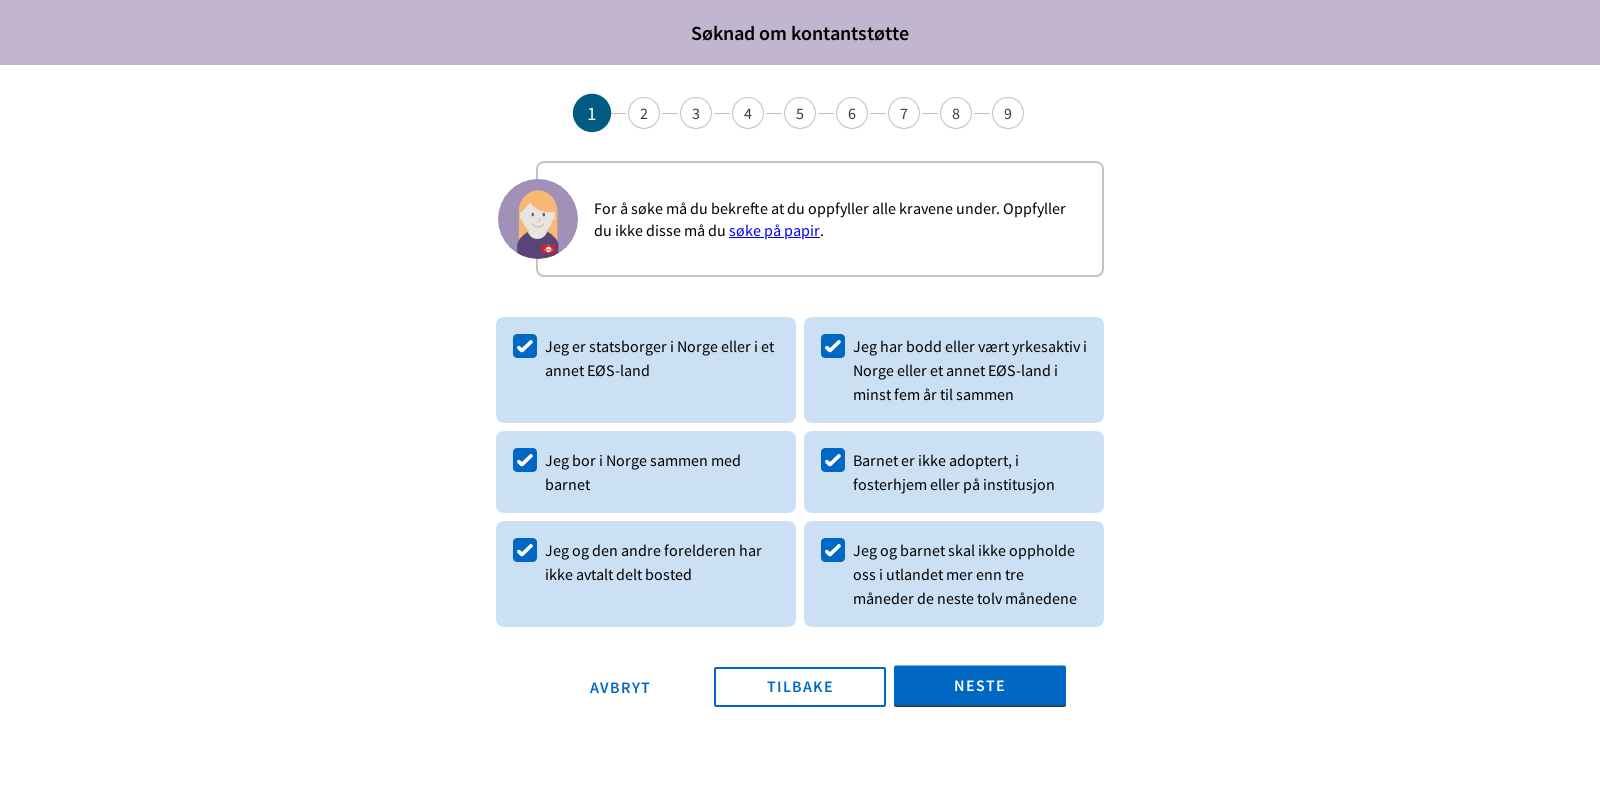 Søknad om kontantstøtte
1 2 3 4 5 6 7 8 9
For å søke må du bekrefte at du oppfyller alle kravene under. Oppfyller
du ikke disse må du søke på papir.
Jeg er statsborger i Norge eller i et
annet EØS-land
Jeg har bodd eller vært yrkesaktiv i
Norge eller et annet EØS-land i
minst fem år til sammen
Jeg bor i Norge sammen med
barnet
Barnet er ikke adoptert, i
fosterhjem eller på institusjon
Jeg og den andre forelderen har
ikke avtalt delt bosted
Jeg og barnet skal ikke oppholde
oss i utlandet mer enn tre
måneder de neste tolv månedene
AVBRYT
TILBAKE
NESTE